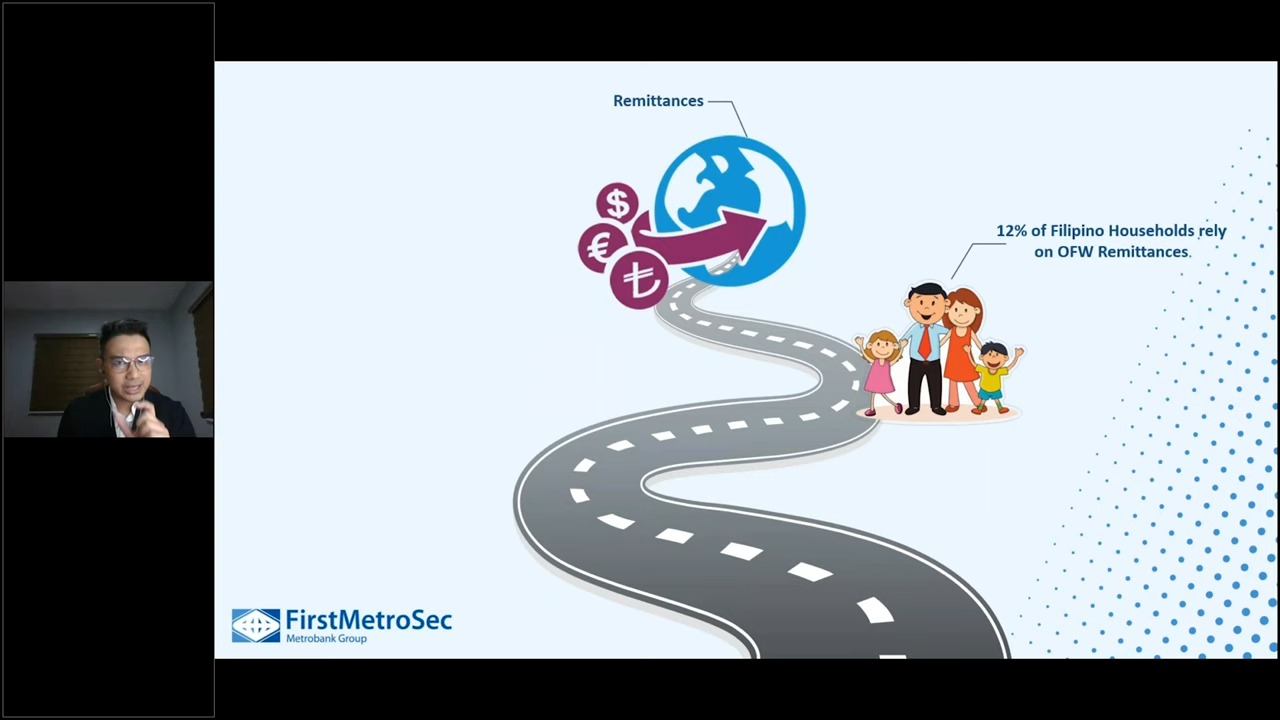 Remittances
$
€
₺
12% of Filipino Households rely
on OFW Remittances.
FirstMetroSec
Metrobank Group